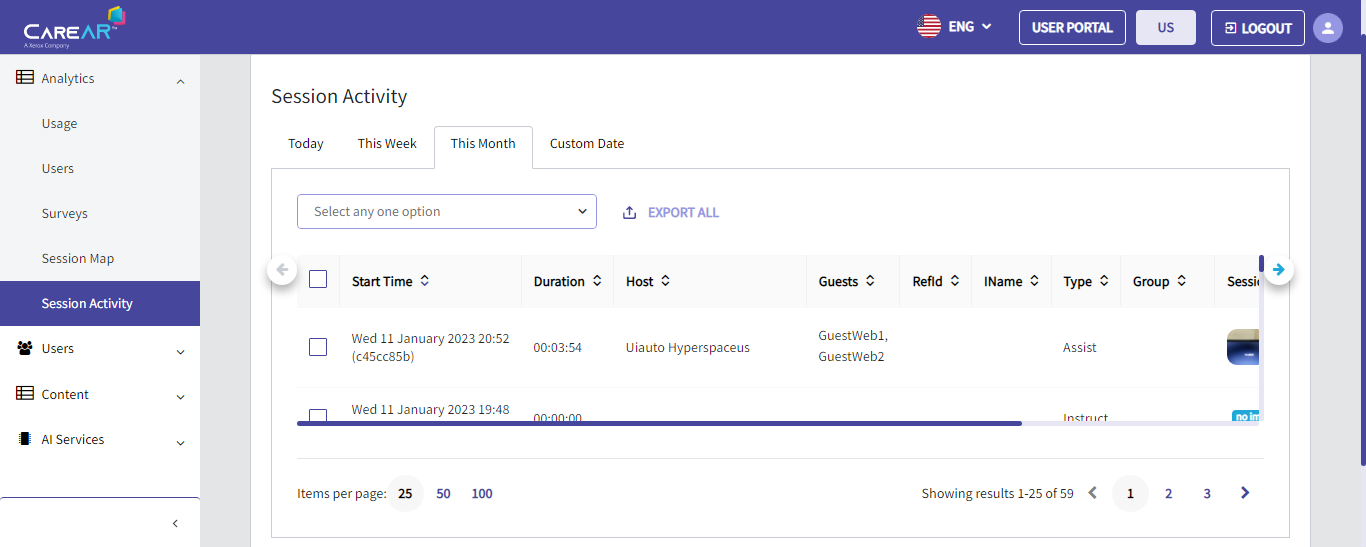 CAREAR™
A Xerox Company
ENG
USER PORTAL
US
LOGOUT
Analytics
Usage
Users
Surveys
Session Map
Session Activity
Users
Content
AI Services
Session Activity
Today This Week This Month Custom Date
Select any one option
EXPORT ALL
Start Time Duration Host Guests RefId IName Type Group Sessi
Wed 11 January 2023 20:52
(c45cc85b)
00:03:54
Uiauto Hyperspaceus
GuestWeb1,
GuestWeb2
Assist
Wed 11 January 2023 19:48
00:00:00
Instruct
no im
Items per page: 25 50 100
Showing results 1-25 of 59
1 2 3